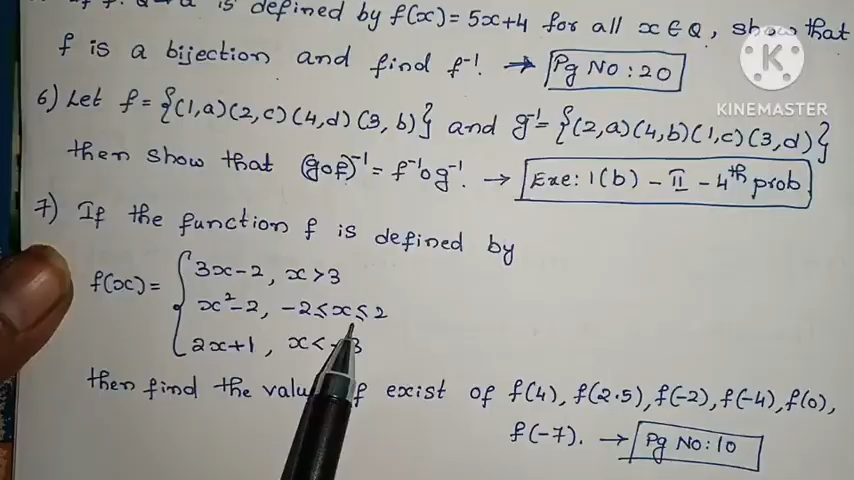 is defined by f(x) = 5x+4 for all x ∈ Q, show that
f is a bijection and find f⁻¹. → Pg No: 20
KINEMASTER
6) Let f = {(1,a)(2,c)(4,d)(3,b)} and g⁻¹ = {(2,a)(4,b)(1,c)(3,d)}
then show that (gof)⁻¹ = f⁻¹og⁻¹. → Exe: 1(b) - II - 4th prob
7) If the function f is defined by
f(x) = { 3x-2, x>3
x²-2, -2≤x≤2
2x+1, x<-3
then find the value if exist of f(4), f(2.5), f(-2), f(-4), f(0),
f(-7). → Pg No: 10